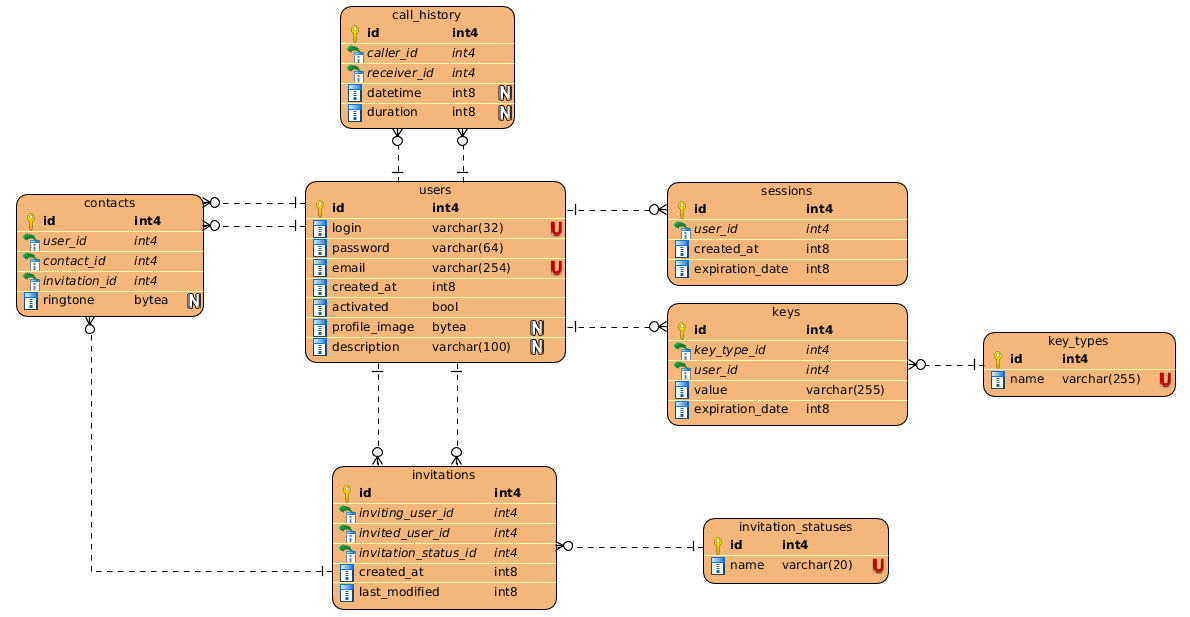 call_history
id int4
caller_id int4
receiver_id int4
datetime int8 N
duration int8 N
contacts
id int4
user_id int4
contact_id int4
invitation_id int4
ringtone bytea N
users
id int4
login varchar(32) U
password varchar(64)
email varchar(254) U
created_at int8
activated bool
profile_image bytea N
description varchar(100) N
sessions
id int4
user_id int4
created_at int8
expiration_date int8
keys
id int4
key_type_id int4
user_id int4
value varchar(255)
expiration_date int8
key_types
id int4
name varchar(255) U
invitations
id int4
inviting_user_id int4
invited_user_id int4
invitation_status_id int4
created_at int8
last_modified int8
invitation_statuses
id int4
name varchar(20) U